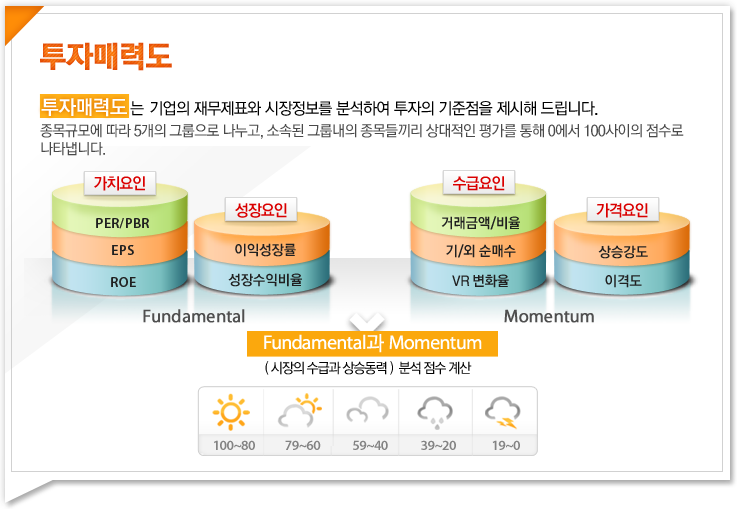 투자매력도
투자매력도는 기업의 재무제표와 시장정보를 분석하여 투자의 기준점을 제시해 드립니다.
종목규모에 따라 5개의 그룹으로 나누고, 소속된 그룹내의 종목들끼리 상대적인 평가를 통해 0에서 100사이의 점수로
나타냅니다.
가치요인
PER/PBR
EPS
ROE
성장요인
이익성장률
성장수익비율
Fundamental
수급요인
거래금액/비율
기/외 순매수
VR 변화율
가격요인
상승강도
이격도
Momentum
Fundamental과 Momentum
( 시장의 수급과 상승동력 ) 분석 점수 계산
100~80 79~60 59~40 39~20 19~0